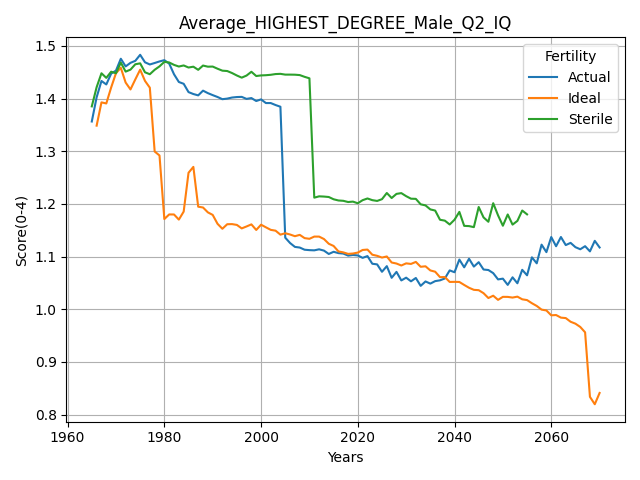 Average_HIGHEST_DEGREE_Male_Q2_IQ
Fertility
Actual
Ideal
Sterile
Score(0-4)
1.5
1.4
1.3
1.2
1.1
1.0
0.9
0.8
1960 1980 2000 2020 2040 2060
Years